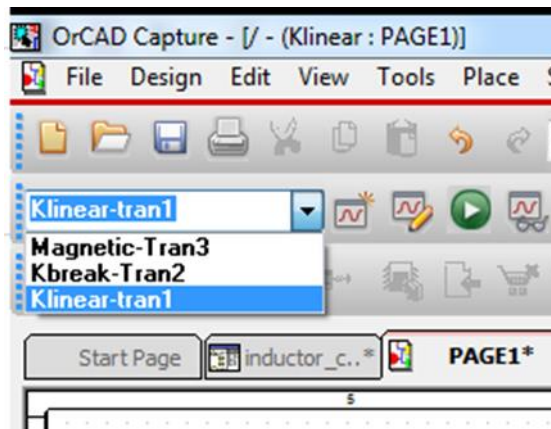 OrCAD Capture - [/ - (Klinear : PAGE1)]
File Design Edit View Tools Place
Klinear-tran1
Magnetic-Tran3
Kbreak-Tran2
Klinear-tran1
Start Page inductor_c..* PAGE1*
5